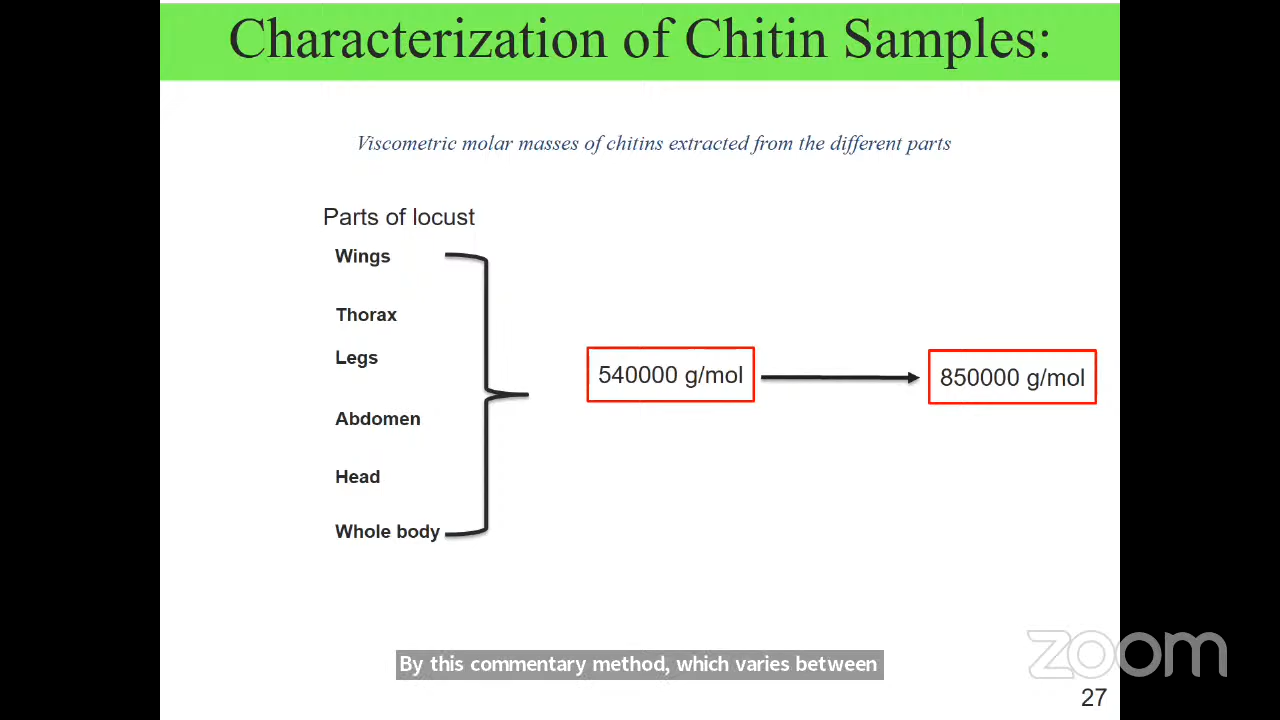 Characterization of Chitin Samples:
Viscometric molar masses of chitins extracted from the different parts
Parts of locust
Wings
Thorax
Legs
Abdomen
Head
Whole body
540000 g/mol
850000 g/mol
By this commentary method, which varies between
zoom
27